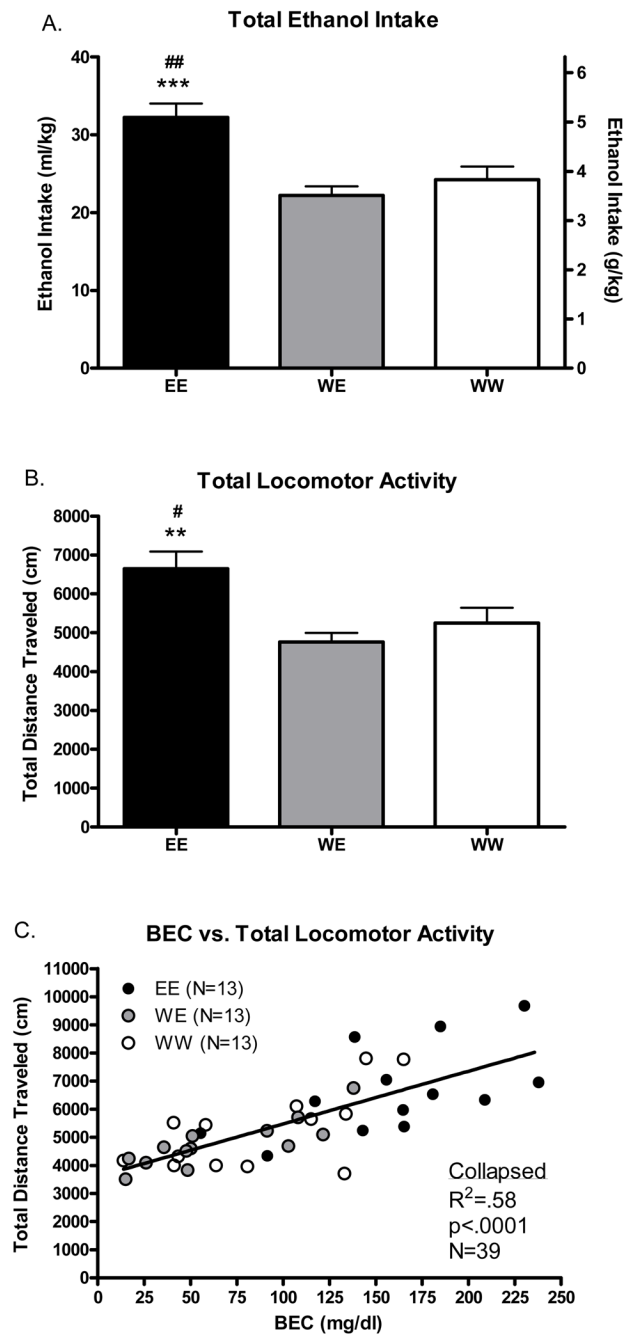 A.
Total Ethanol Intake
Ethanol Intake (ml/kg)
40
30
20
10
0
##
***
6
5
4
3
2
1
0
Ethanol Intake (g/kg)
EE WE WW
B.
Total Locomotor Activity
Total Distance Traveled (cm)
8000
7000
6000
5000
4000
3000
2000
1000
0
#
**
EE WE WW
C.
BEC vs. Total Locomotor Activity
Total Distance Traveled (cm)
11000
10000
9000
8000
7000
6000
5000
4000
3000
2000
1000
0
EE (N=13)
WE (N=13)
WW (N=13)
Collapsed
R²=.58
p<.0001
N=39
0 25 50 75 100 125 150 175 200 225 250
BEC (mg/dl)